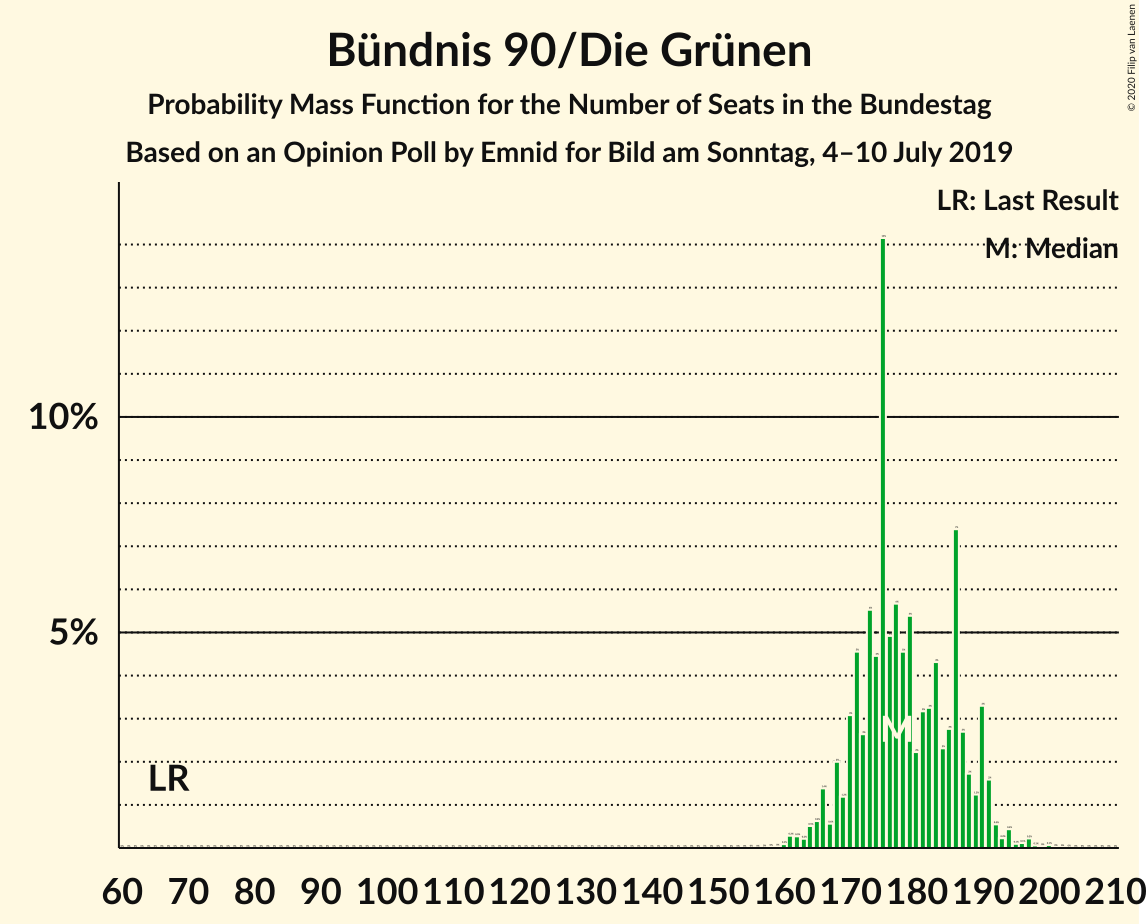 Bündnis 90/Die Grünen
Probability Mass Function for the Number of Seats in the Bundestag
Based on an Opinion Poll by Emnid for Bild am Sonntag, 4–10 July 2019
© 2020 Filip van Laenen
LR: Last Result
M: Median
10%
5%
LR
M
60 70 80 90 100 110 120 130 140 150 160 170 180 190 200 210